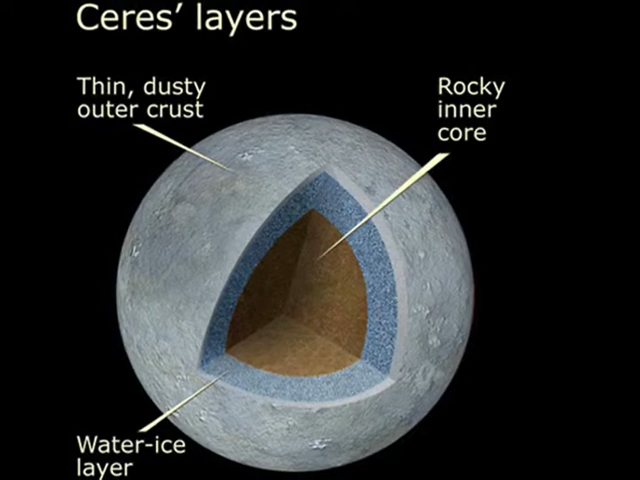 Ceres’ layers
Thin, dusty
outer crust
Rocky
inner
core
Water-ice
layer